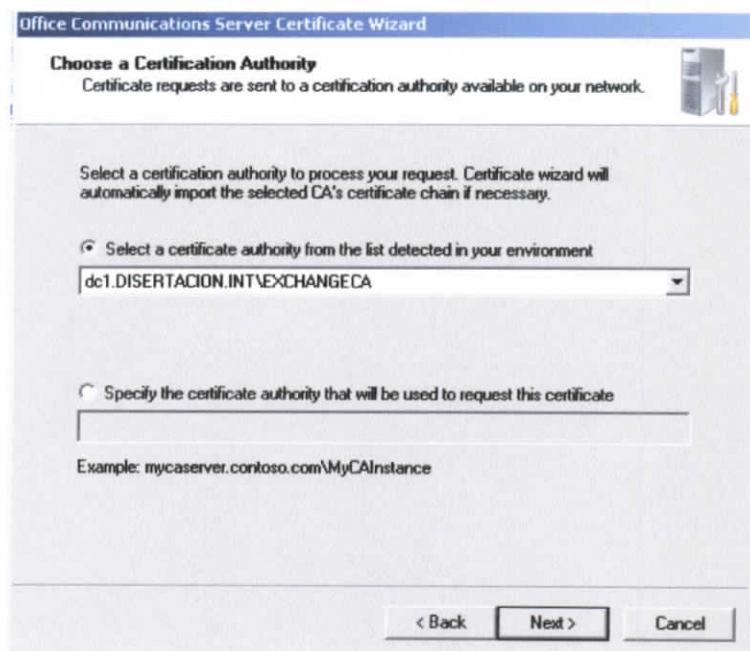 Office Communications Server Certificate Wizard
Choose a Certification Authority
Certificate requests are sent to a certification authority available on your network.
Select a certification authority to process your request. Certificate wizard will
automatically import the selected CA's certificate chain if necessary.
Select a certificate authority from the list detected in your environment
dc1.DISERTACION.INT\EXCHANGECA
Specify the certificate authority that will be used to request this certificate
Example: mycaserver.contoso.com\MyCAInstance
< Back Next > Cancel